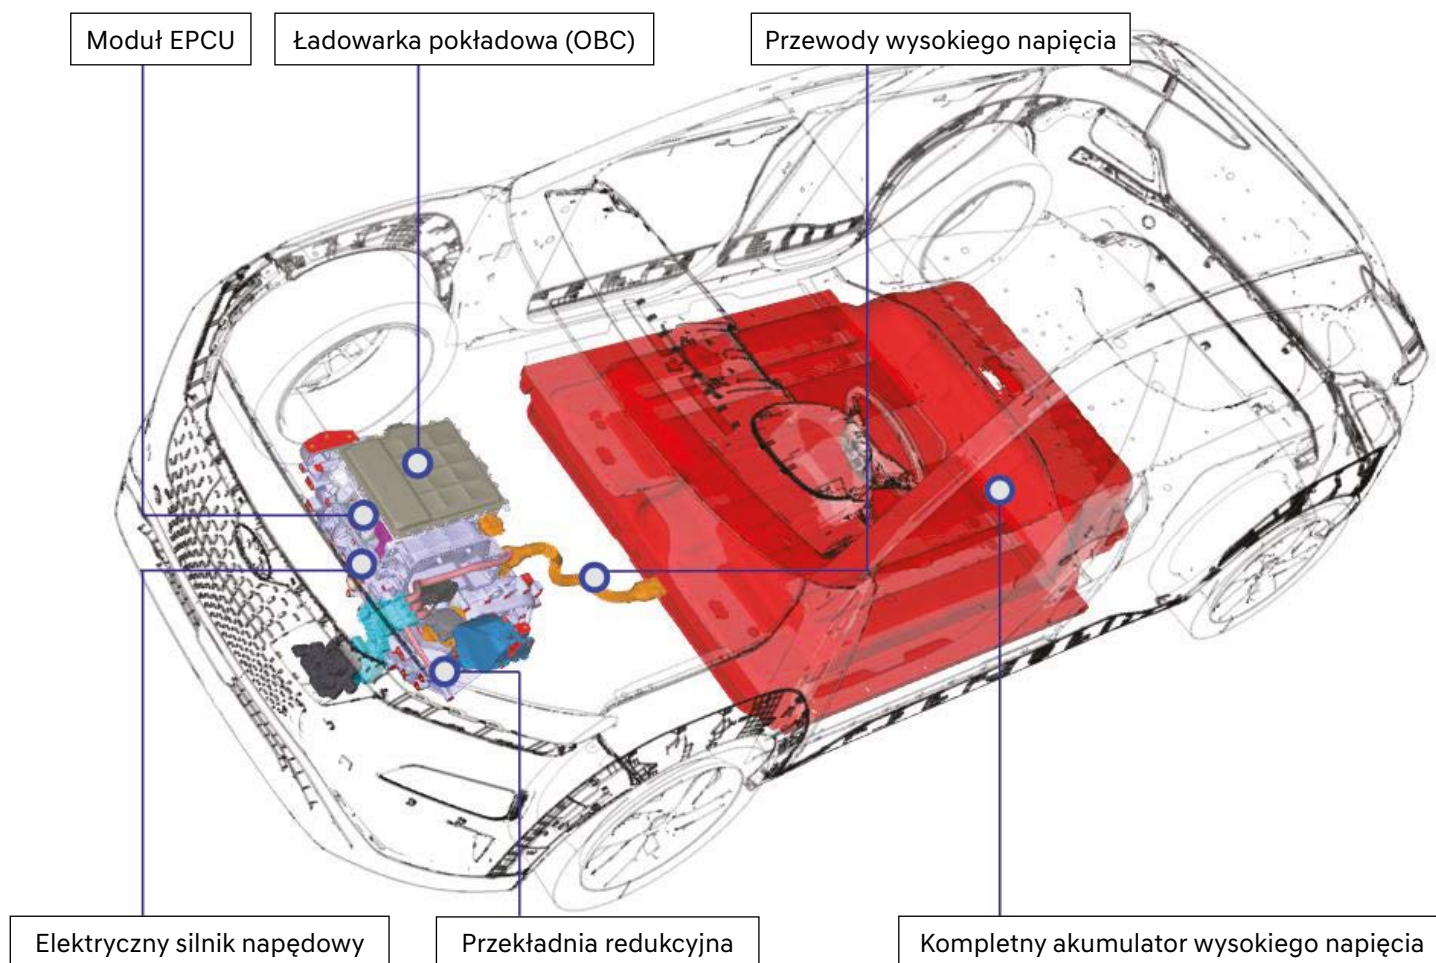 Moduł EPCU
Ładowarka pokładowa (OBC)
Przewody wysokiego napięcia
Elektryczny silnik napędowy
Przekładnia redukcyjna
Kompletny akumulator wysokiego napięcia